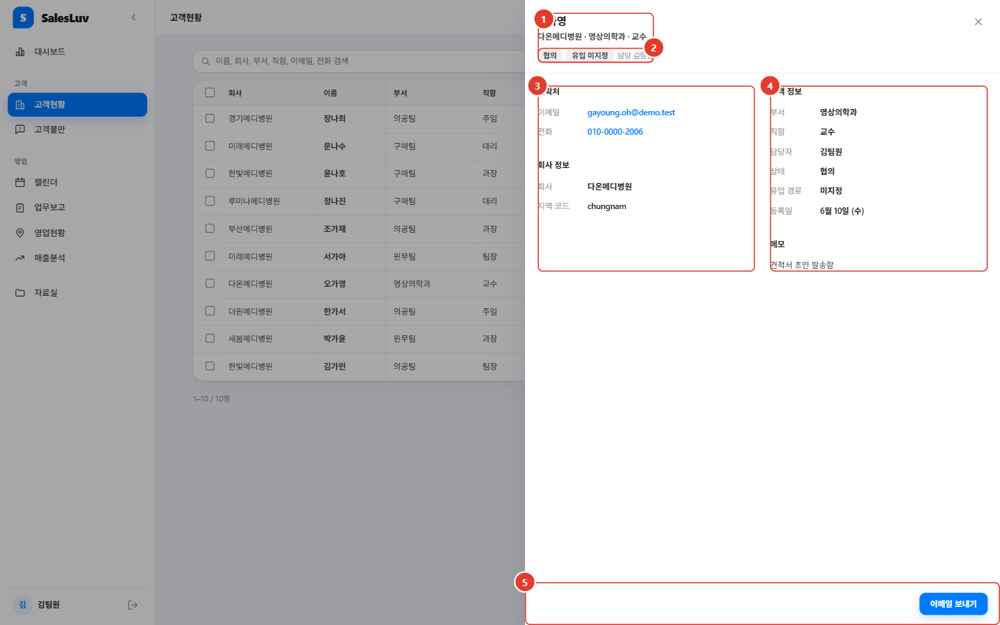 S SalesLuv
대시보드
고객
고객현황
고객불만
영업
캘린더
업무보고
영업현황
매출분석
자료실
김 김팀원
고객현황
이름, 회사, 부서, 직함, 이메일, 전화 검색
회사 이름 부서 직함
경기메디병원 장나희 의공팀 주임
미래메디병원 문나수 구매팀 대리
한빛메디병원 윤나호 구매팀 과장
루미나메디병원 정나진 구매팀 대리
부산메디병원 조가재 의공팀 과장
미래메디병원 서가아 원무팀 팀장
다온메디병원 오가영 영상의학과 교수
더원메디병원 한가서 의공팀 주임
새봄메디병원 박가윤 원무팀 과장
한빛메디병원 김가민 의공팀 팀장
1–10 / 10명
1
영
다온메디병원 · 영상의학과 · 교수
2
협의 유입 미지정 담당 김팀
3
락처
이메일 gayoung.oh@demo.test
전화 010-0000-2006
회사 정보
회사 다온메디병원
지역 코드 chungnam
4
객 정보
부서 영상의학과
직함 교수
담당자 김팀원
상태 협의
유입 경로 미지정
등록일 6월 10일 (수)
메모
견적서 초안 발송함
5
이메일 보내기